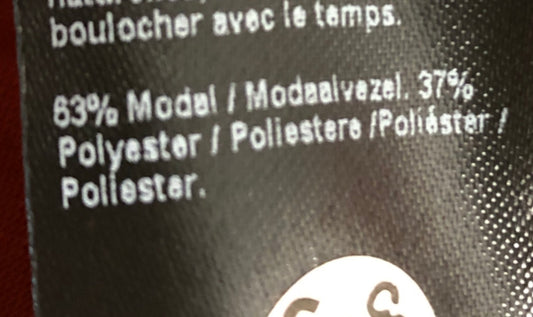 boulocher avec le temps.
63% Modal / Modaalvezel. 37%
Polyester / Poliestere /Poliéster /
Poliester.